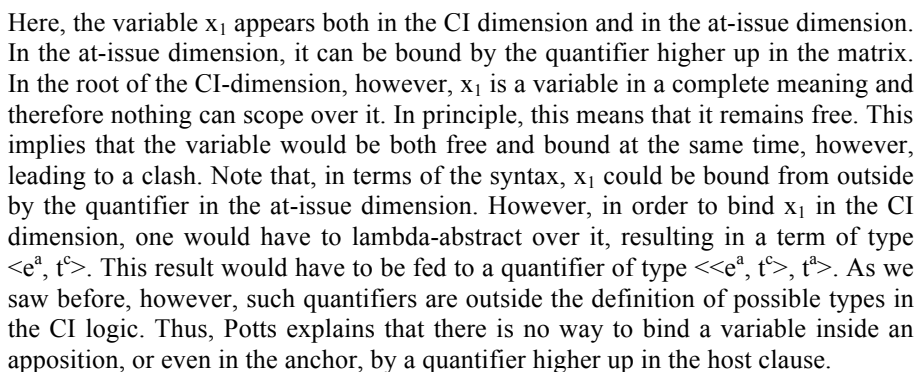 Here, the variable x₁ appears both in the CI dimension and in the at-issue dimension.
In the at-issue dimension, it can be bound by the quantifier higher up in the matrix.
In the root of the CI-dimension, however, x₁ is a variable in a complete meaning and
therefore nothing can scope over it. In principle, this means that it remains free. This
implies that the variable would be both free and bound at the same time, however,
leading to a clash. Note that, in terms of the syntax, x₁ could be bound from outside
by the quantifier in the at-issue dimension. However, in order to bind x₁ in the CI
dimension, one would have to lambda-abstract over it, resulting in a term of type
<eᵃ, tᶜ>. This result would have to be fed to a quantifier of type <<eᵃ, tᶜ>, tᵃ>. As we
saw before, however, such quantifiers are outside the definition of possible types in
the CI logic. Thus, Potts explains that there is no way to bind a variable inside an
apposition, or even in the anchor, by a quantifier higher up in the host clause.